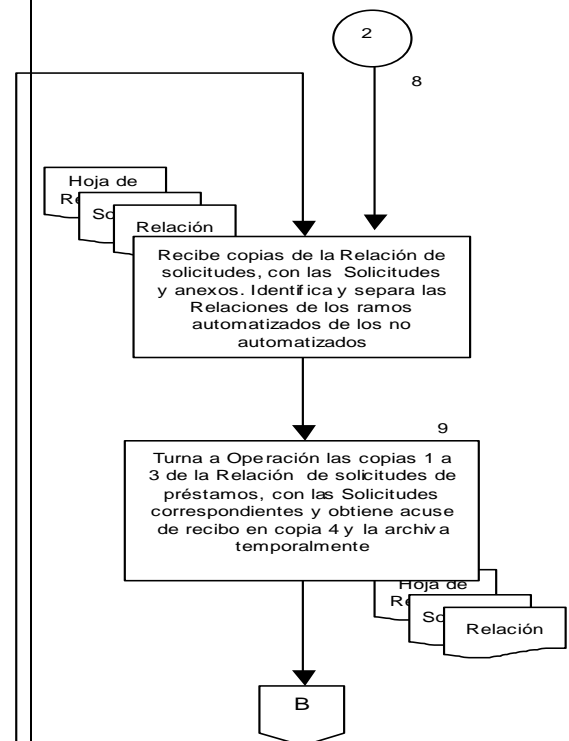 2
8
Hoja de
Relación
Recibe copias de la Relación de
solicitudes, con las Solicitudes
y anexos. Identifica y separa las
Relaciones de los ramos
automatizados de los no
automatizados
9
Turna a Operación las copias 1 a
3 de la Relación de solicitudes de
préstamos, con las Solicitudes
correspondientes y obtiene acuse
de recibo en copia 4 y la archiva
temporalmente
Hoja de
Relación
B